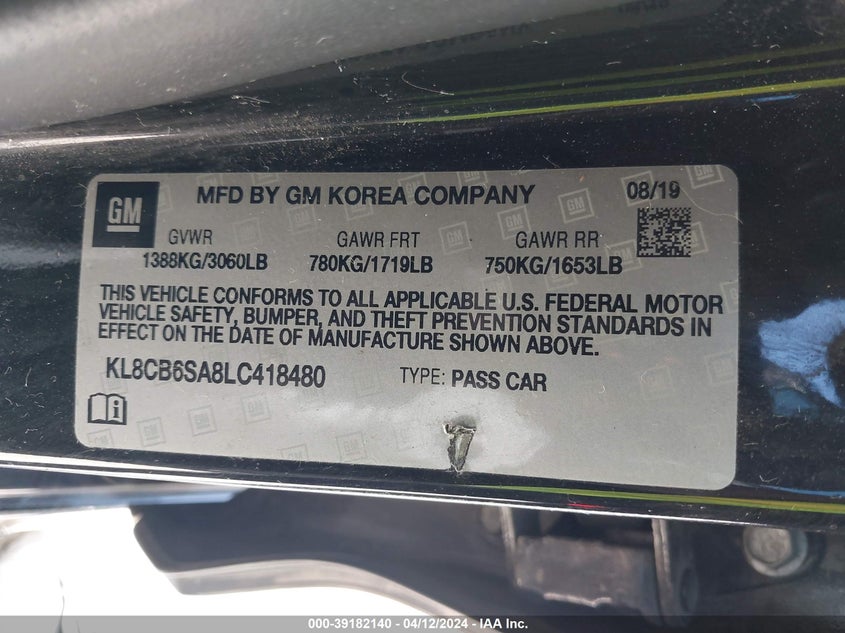 GM MFD BY GM KOREA COMPANY 08/19
GVWR GAWR FRT GAWR RR
1388KG/3060LB 780KG/1719LB 750KG/1653LB
THIS VEHICLE CONFORMS TO ALL APPLICABLE U.S. FEDERAL MOTOR
VEHICLE SAFETY, BUMPER, AND THEFT PREVENTION STANDARDS IN
EFFECT ON THE DATE OF MANUFACTURE SHOWN ABOVE.
KL8CB6SA8LC418480 TYPE: PASS CAR
000-39182140 - 04/12/2024 - IAA Inc.